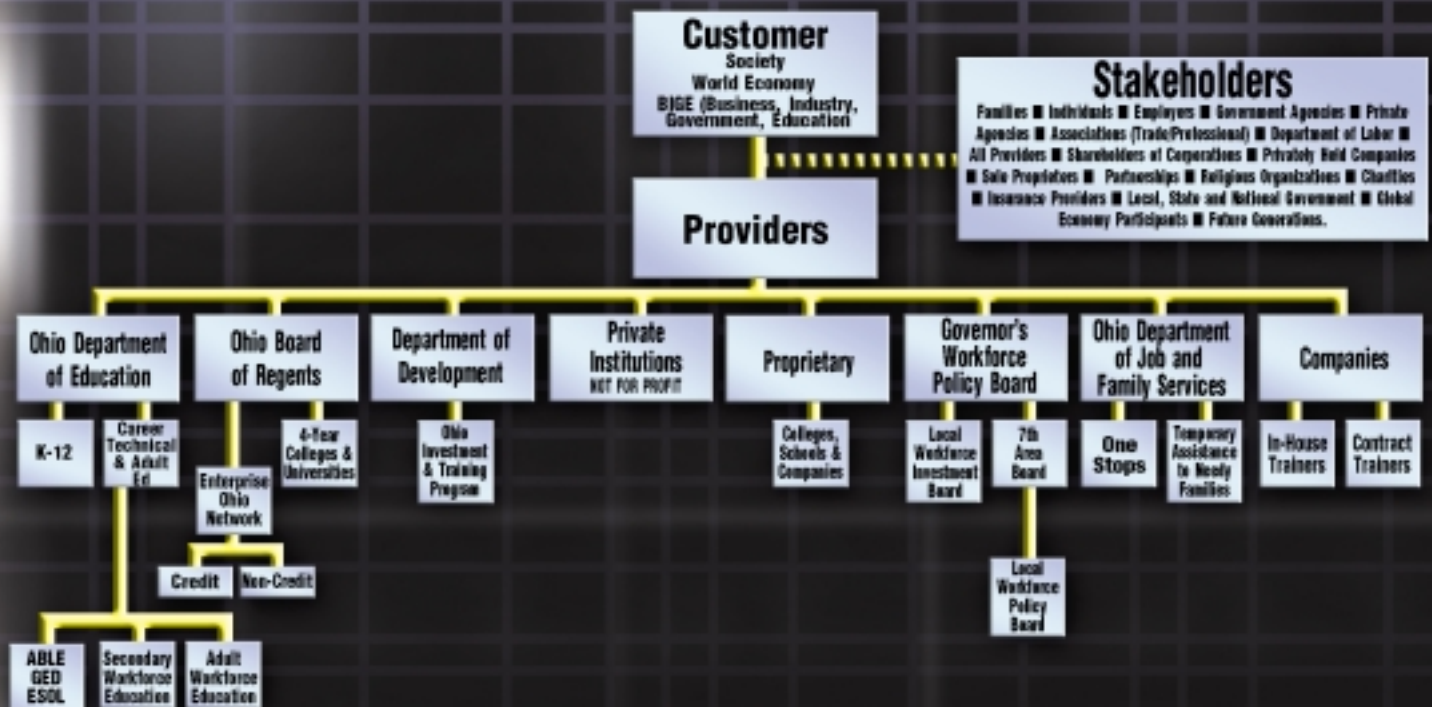 Customer
Society
World Economy
BIGE (Business, Industry,
Government, Education
Stakeholders
Families ■ Individuals ■ Employers ■ Government Agencies ■ Private
Agencies ■ Associations (Trade/Professional) ■ Department of Labor ■
All Providers ■ Shareholders of Corporations ■ Privately Held Companies
■ Sole Proprietors ■ Partnerships ■ Religious Organizations ■ Charities
■ Insurance Providers ■ Local, State and National Government ■ Global
Economy Participants ■ Future Generations.
Providers
Ohio Department
of Education
Ohio Board
of Regents
Department of
Development
Private
Institutions
NOT FOR PROFIT
Proprietary
Governor's
Workforce
Policy Board
Ohio Department
of Job and
Family Services
Companies
K-12
Career
Technical
& Adult
Ed
Enterprise
Ohio
Network
4-Year
Colleges &
Universities
Ohio
Investment
& Training
Program
Colleges,
Schools &
Companies
Local
Workforce
Investment
Board
7th
Area
Board
One
Stops
Temporary
Assistance
to Needy
Families
In-House
Trainers
Contract
Trainers
Credit
Non-Credit
Local
Workforce
Policy
Board
ABLE
GED
ESOL
Secondary
Workforce
Education
Adult
Workforce
Education